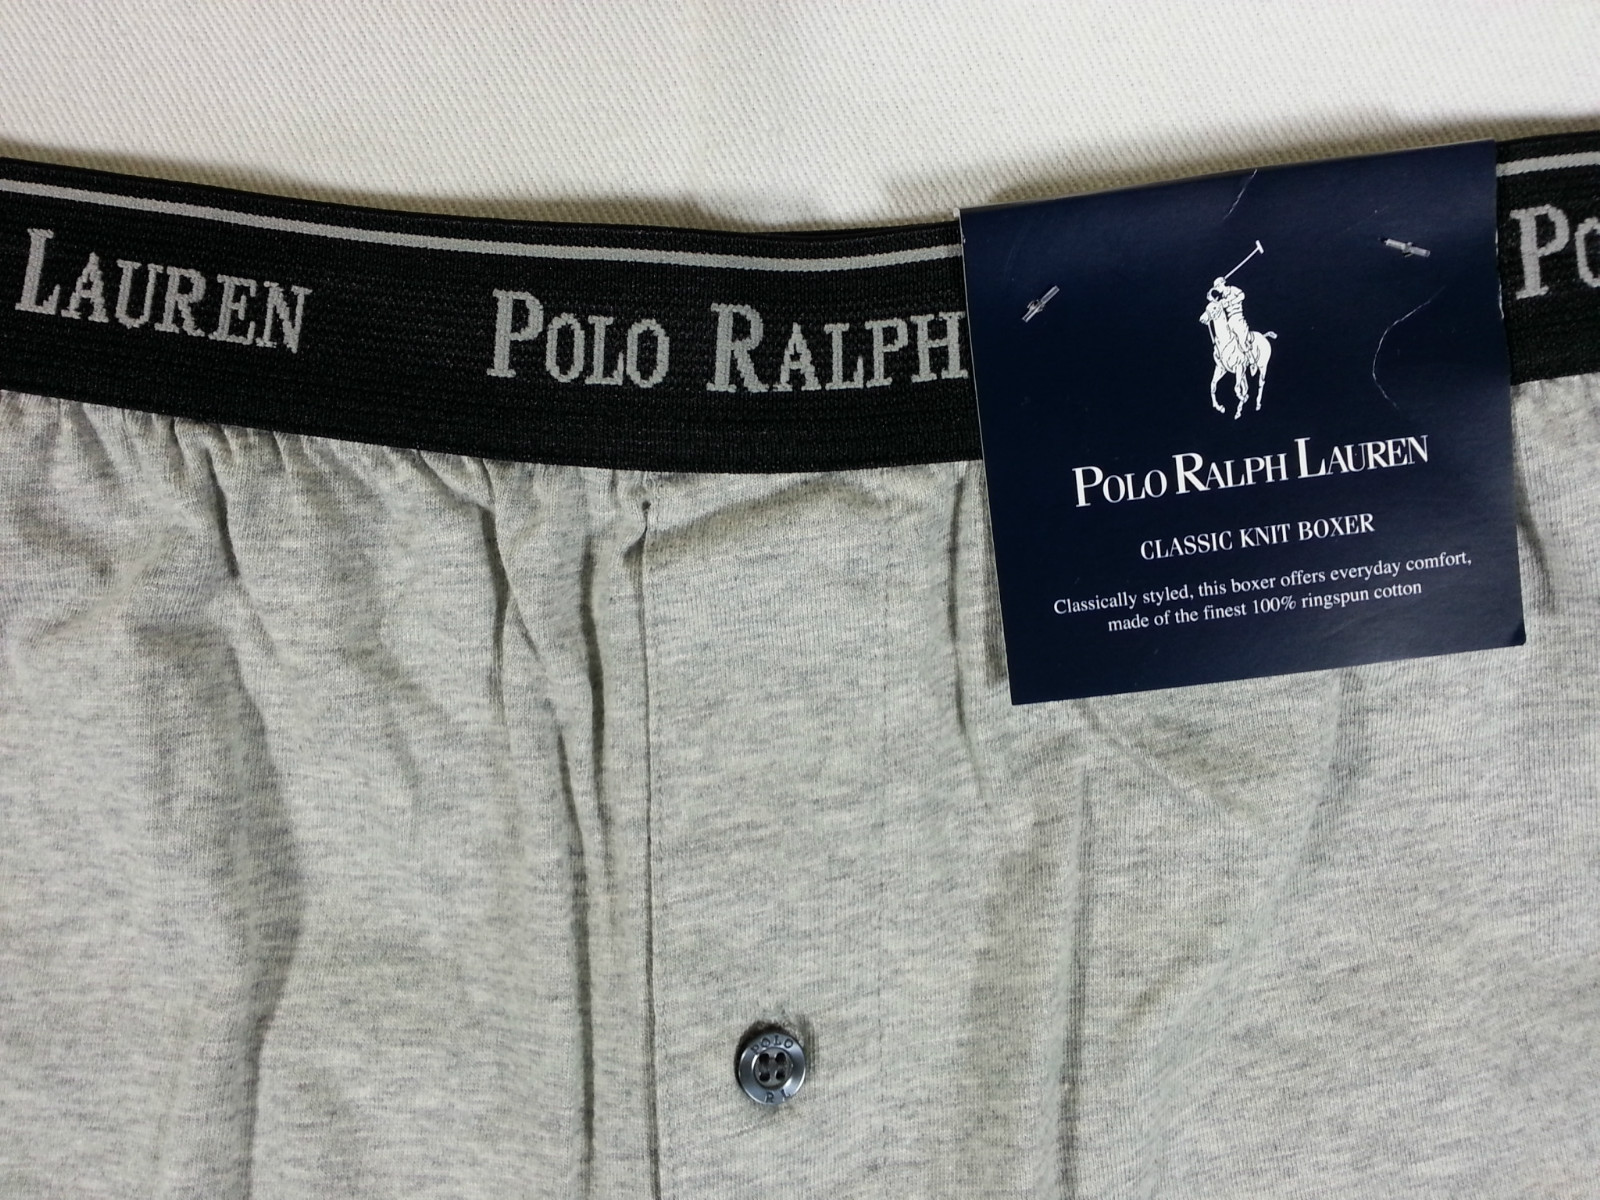 LAUREN
POLO RALPH
PO
POLO RALPH LAUREN
CLASSIC KNIT BOXER
Classically styled, this boxer offers everyday comfort,
made of the finest 100% ringspun cotton
POLO
RL